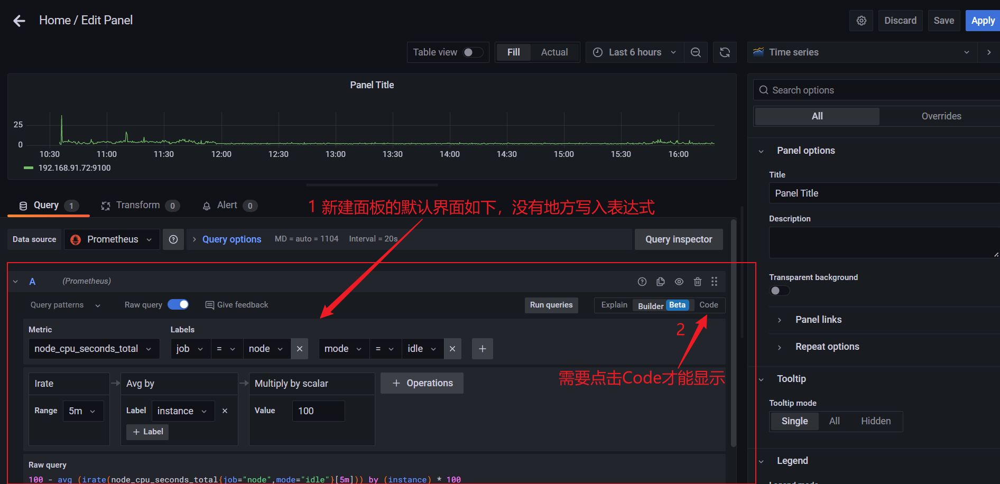 Home / Edit Panel
Discard
Save
Apply
Table view
Fill
Actual
Last 6 hours
Time series
Panel Title
25
0
10:30
11:00
11:30
12:00
12:30
13:00
13:30
14:00
14:30
15:00
15:30
16:00
192.168.91.72:9100
Search options
All
Overrides
Panel options
Title
Panel Title
Description
Transparent background
Panel links
Repeat options
Tooltip
Tooltip mode
Single
All
Hidden
Legend
Query 1
Transform 0
Alert 0
1 新建面板的默认界面如下，没有地方写入表达式
Data source
Prometheus
Query options
MD = auto = 1104
Interval = 20s
Query inspector
A
(Prometheus)
Query patterns
Raw query
Give feedback
Run queries
Explain
Builder
Beta
Code
2
需要点击Code才能显示
Metric
Labels
node_cpu_seconds_total
job
=
node
mode
=
idle
Irate
Avg by
Multiply by scalar
+ Operations
Range
5m
Label
instance
Value
100
+ Label
Raw query
100 - avg (irate(node_cpu_seconds_total{job="node",mode="idle"}[5m])) by (instance) * 100
Legend mode